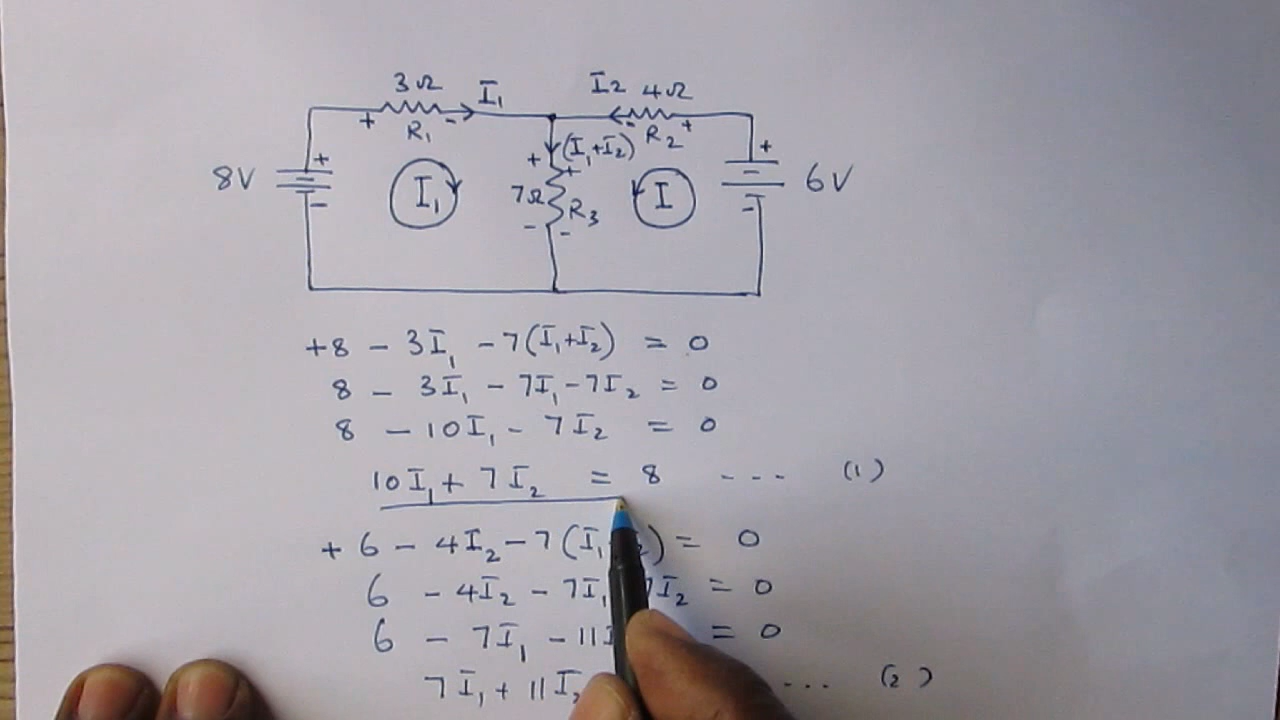 3Ω I₁ I2 4Ω
+ - - +
R₁ R₂
+ (I₁+I₂) +
8V + I₁ + 7Ω R₃ I - 6V
- - - -
+8 - 3I₁ - 7(I₁+I₂) = 0
8 - 3I₁ - 7I₁ - 7I₂ = 0
8 - 10I₁ - 7I₂ = 0
10I₁ + 7I₂ = 8 --- (1)
+ 6 - 4I₂ - 7(I₁ ) = 0
6 - 4I₂ - 7I₁ 7I₂ = 0
6 - 7I₁ - 11I = 0
7I₁ + 11I₂ ... (2)